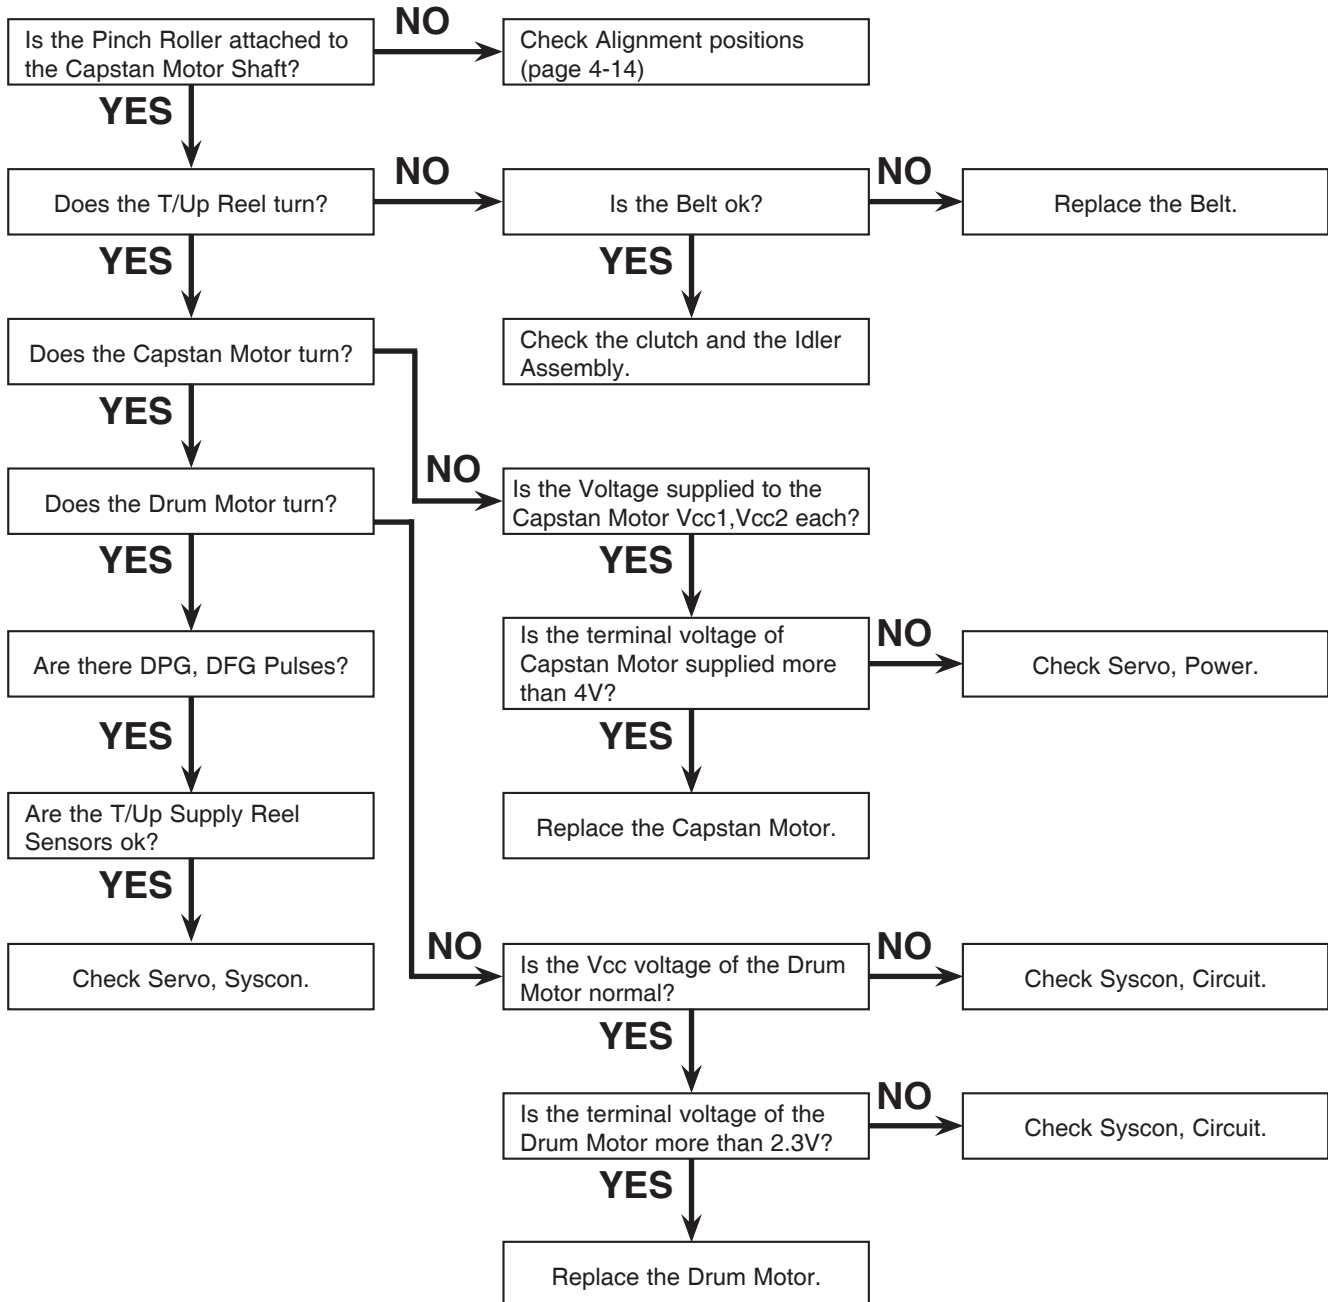 Is the Pinch Roller attached to
the Capstan Motor Shaft?
NO
Check Alignment positions
(page 4-14)
YES
Does the T/Up Reel turn?
NO
Is the Belt ok?
NO
Replace the Belt.
YES
YES
Does the Capstan Motor turn?
Check the clutch and the Idler
Assembly.
YES
NO
Does the Drum Motor turn?
Is the Voltage supplied to the
Capstan Motor Vcc1,Vcc2 each?
YES
YES
Are there DPG, DFG Pulses?
Is the terminal voltage of
Capstan Motor supplied more
than 4V?
NO
Check Servo, Power.
YES
YES
Are the T/Up Supply Reel
Sensors ok?
Replace the Capstan Motor.
YES
Check Servo, Syscon.
NO
Is the Vcc voltage of the Drum
Motor normal?
NO
Check Syscon, Circuit.
YES
Is the terminal voltage of the
Drum Motor more than 2.3V?
NO
Check Syscon, Circuit.
YES
Replace the Drum Motor.